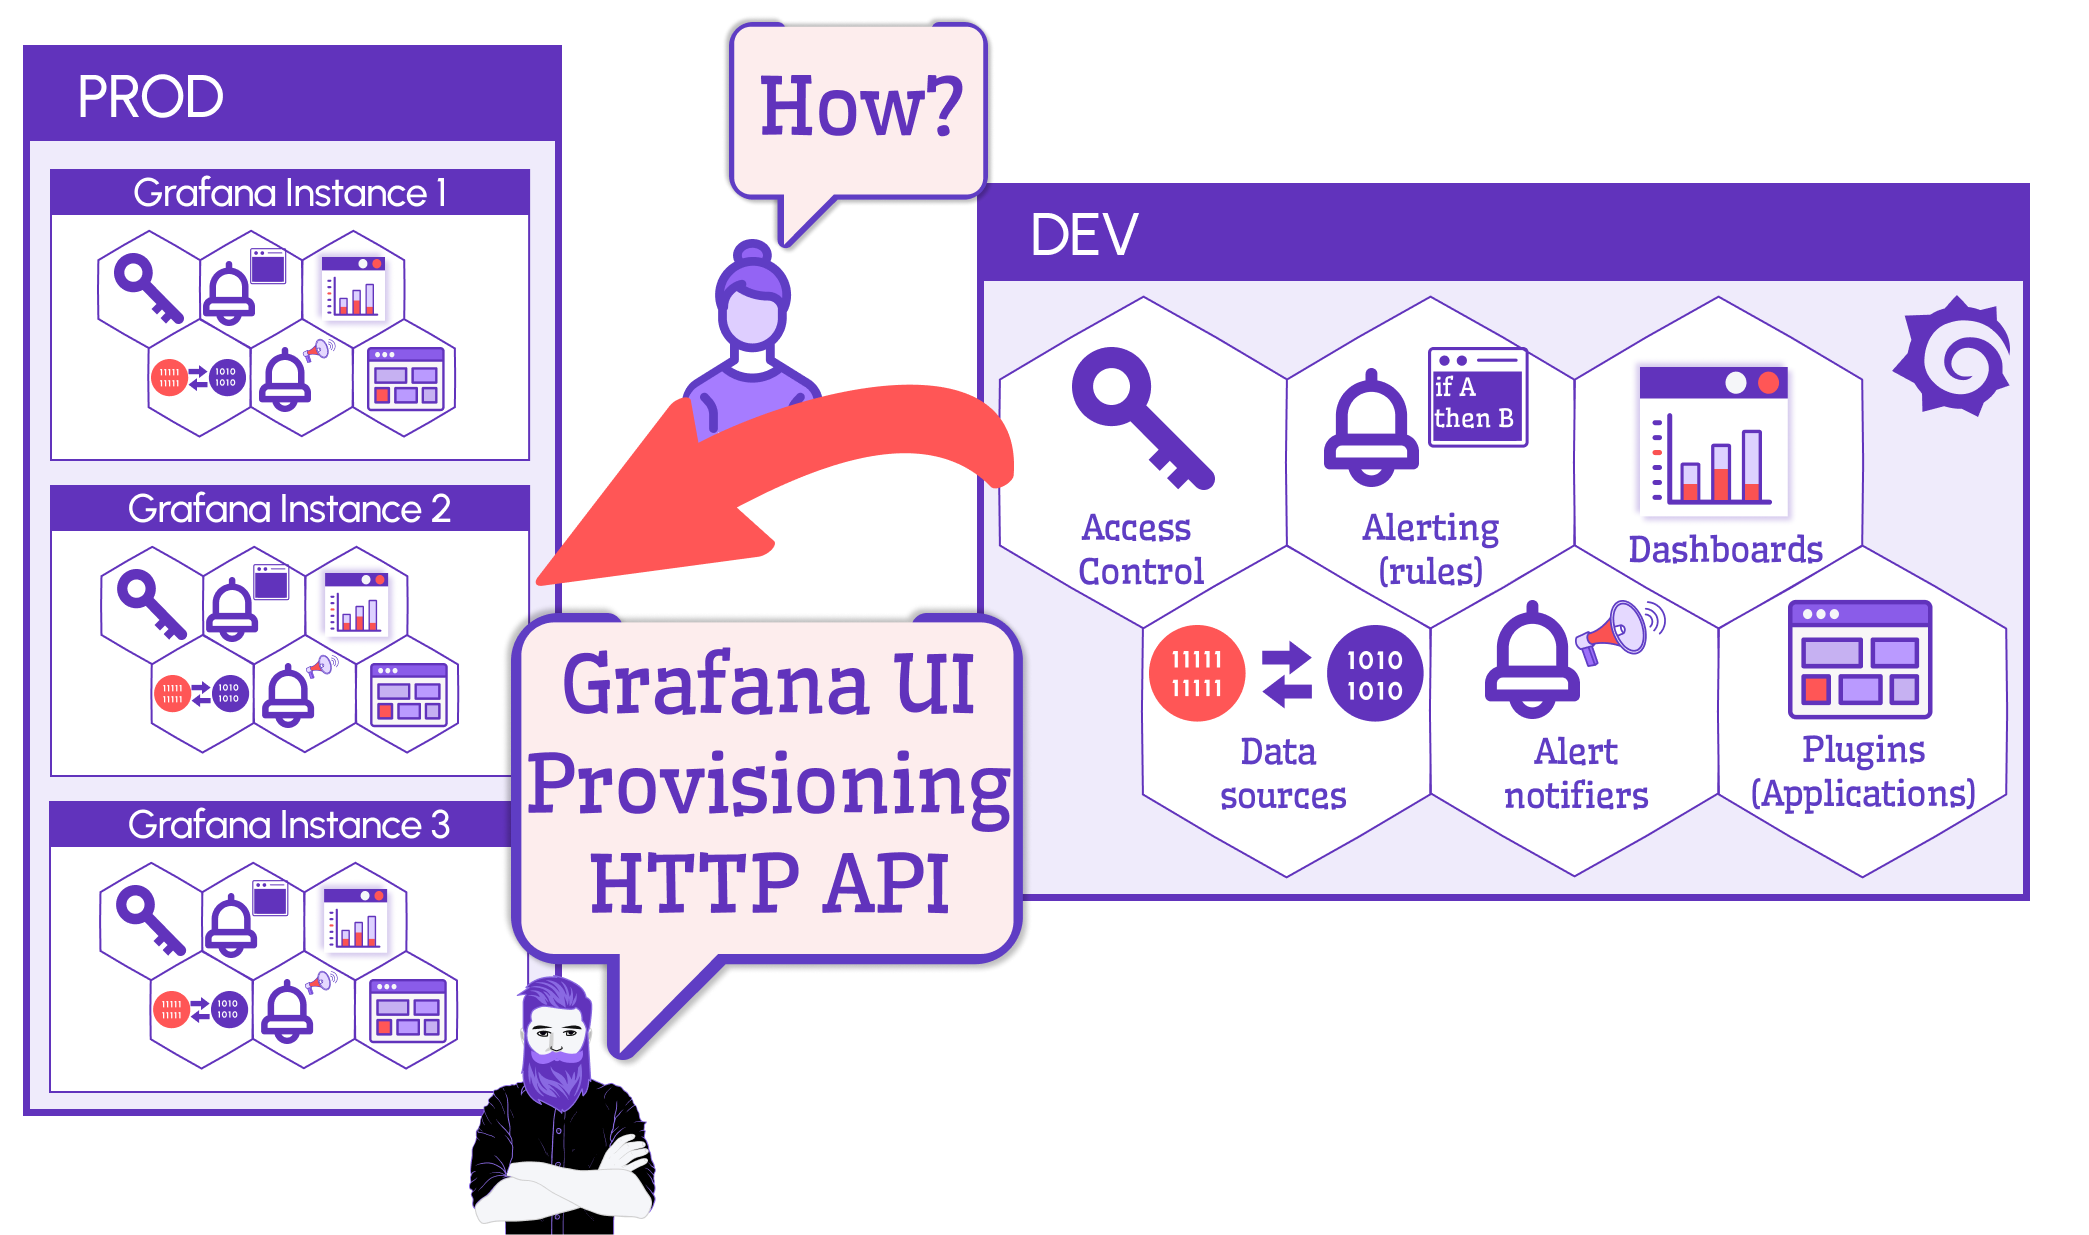 PROD
Grafana Instance 1
11111
11111
1010
1010
Grafana Instance 2
11111
11111
1010
1010
Grafana Instance 3
11111
11111
1010
1010
How?
Grafana UI
Provisioning
HTTP API
DEV
Access
Control
if A
then B
Alerting
(rules)
Dashboards
11111
11111
1010
1010
Data
sources
Alert
notifiers
Plugins
(Applications)